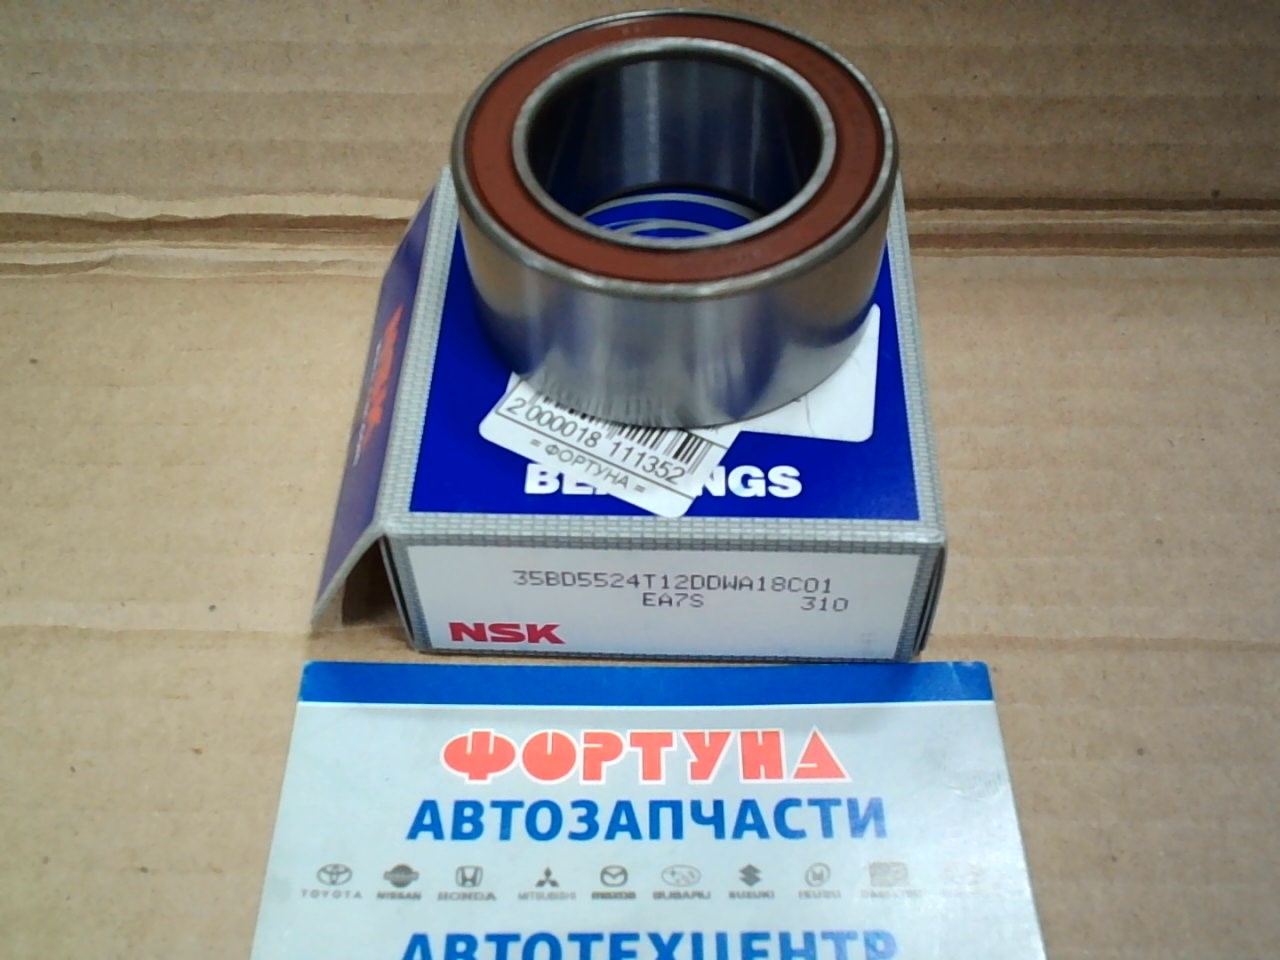 2000018 111352
= ФОРТУНА =
NGS
35BD5524T12DDWA18C01
EA7S 310
NSK
ФОРТУНА
АВТОЗАПЧАСТИ
TOYOTA NISSAN HONDA MITSUBISHI mazda SUBARU SUZUKI ISUZU
АВТОТЕХЦЕНТР